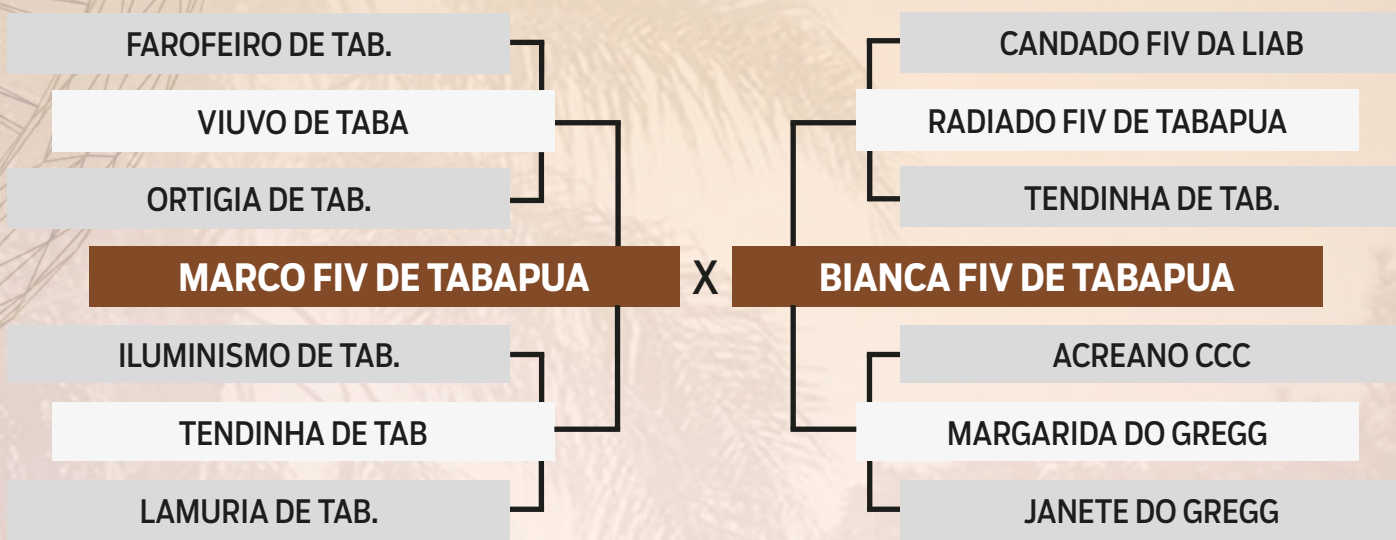 FAROFEIRO DE TAB.
VIUVO DE TABA
ORTIGIA DE TAB.
MARCO FIV DE TABAPUA
ILUMINISMO DE TAB.
TENDINHA DE TAB
LAMURIA DE TAB.
X
CANDADO FIV DA LIAB
RADIADO FIV DE TABAPUA
TENDINHA DE TAB.
BIANCA FIV DE TABAPUA
ACREANO CCC
MARGARIDA DO GREGG
JANETE DO GREGG